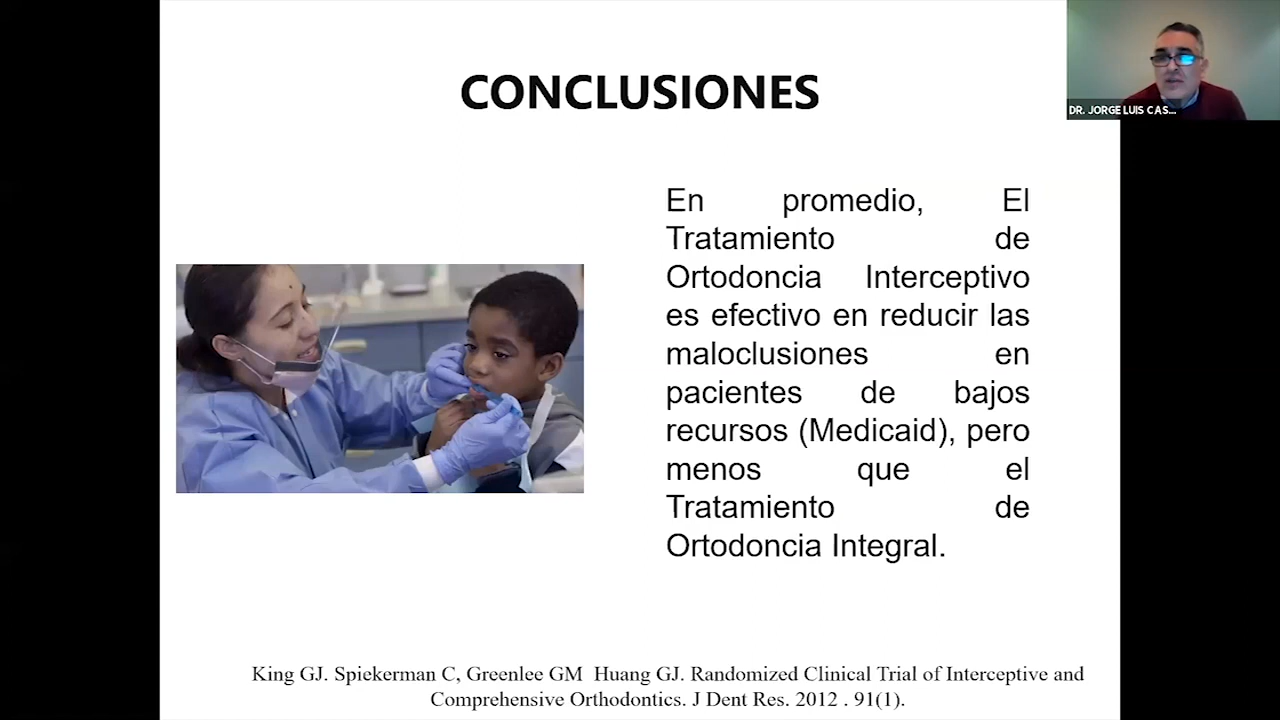 CONCLUSIONES
DR. JORGE LUIS CAS...
En promedio, El
Tratamiento de
Ortodoncia Interceptivo
es efectivo en reducir las
maloclusiones en
pacientes de bajos
recursos (Medicaid), pero
menos que el
Tratamiento de
Ortodoncia Integral.
King GJ. Spiekerman C, Greenlee GM Huang GJ. Randomized Clinical Trial of Interceptive and
Comprehensive Orthodontics. J Dent Res. 2012 . 91(1).